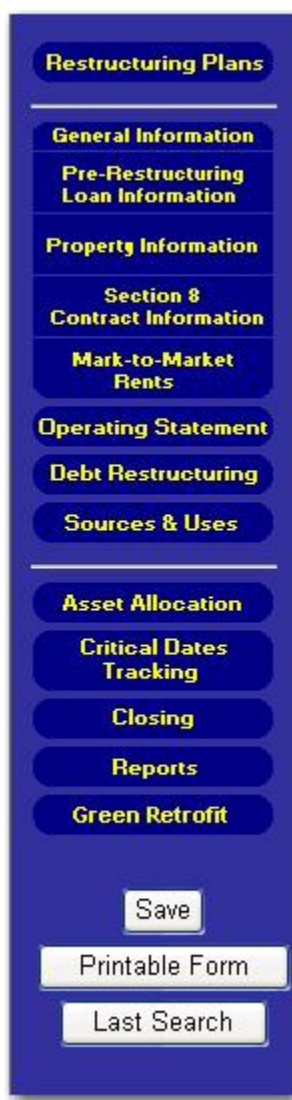 Restructuring Plans
General Information
Pre-Restructuring
Loan Information
Property Information
Section 8
Contract Information
Mark-to-Market
Rents
Operating Statement
Debt Restructuring
Sources & Uses
Asset Allocation
Critical Dates
Tracking
Closing
Reports
Green Retrofit
Save
Printable Form
Last Search